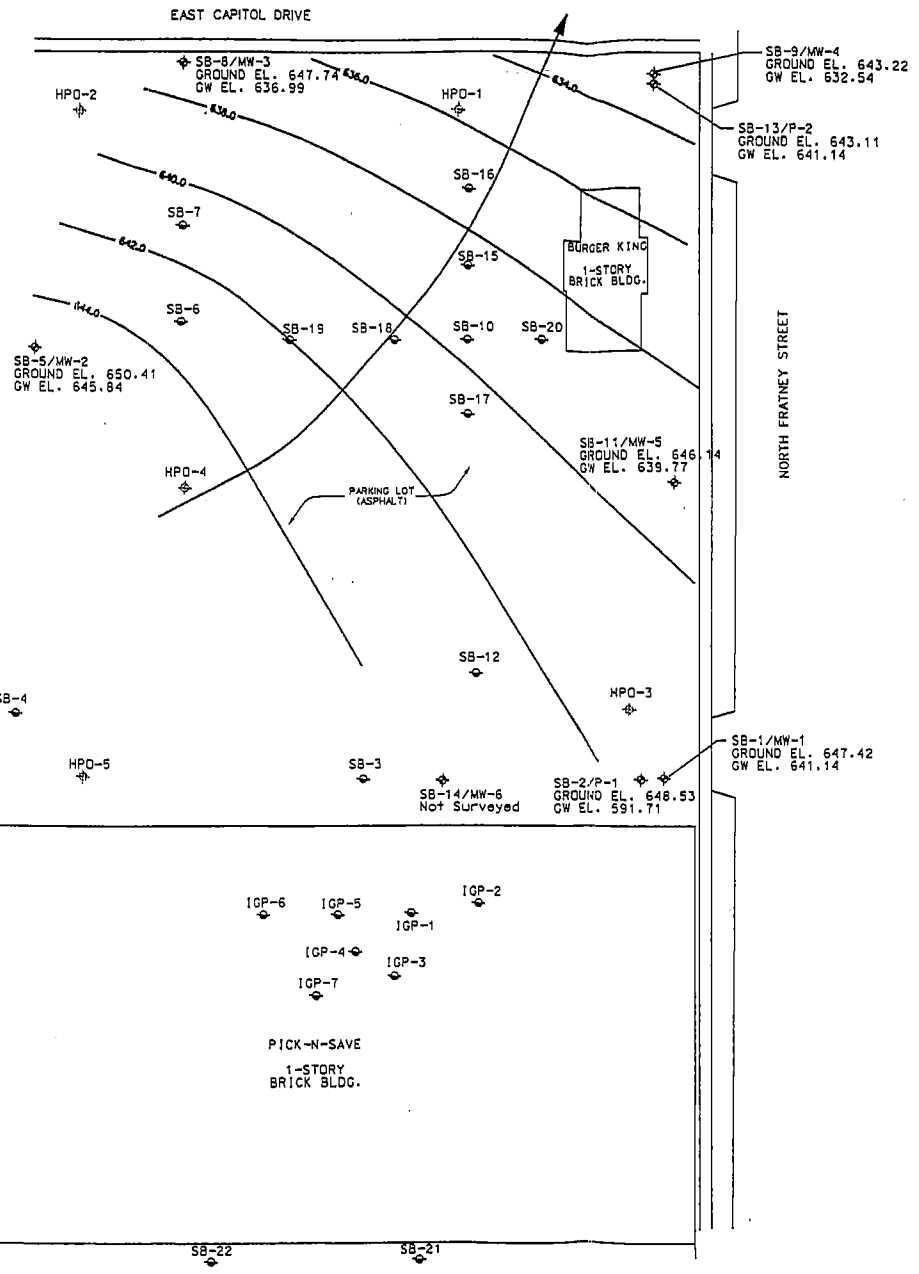 EAST CAPITOL DRIVE
SB-8/MW-3
GROUND EL. 647.74
GW EL. 636.99
SB-9/MW-4
GROUND EL. 643.22
GW EL. 632.54
SB-13/P-2
GROUND EL. 643.11
GW EL. 641.14
HPO-2
HPO-1
636.0
634.0
638.0
SB-16
640.0
SB-7
642.0
BURGER KING
1-STORY
BRICK BLDG.
SB-15
644.0
SB-6
SB-19
SB-18
SB-10
SB-20
SB-5/MW-2
GROUND EL. 650.41
GW EL. 645.84
SB-17
NORTH FRATNEY STREET
SB-11/MW-5
GROUND EL. 646.14
GW EL. 639.77
HPO-4
PARKING LOT
(ASPHALT)
SB-12
SB-4
HPO-3
SB-1/MW-1
GROUND EL. 647.42
GW EL. 641.14
HPO-5
SB-3
SB-14/MW-6
Not Surveyed
SB-2/P-1
GROUND EL. 648.53
GW EL. 591.71
IGP-6
IGP-5
IGP-1
IGP-2
IGP-4
IGP-3
IGP-7
PICK-N-SAVE
1-STORY
BRICK BLDG.
SB-22
SB-21